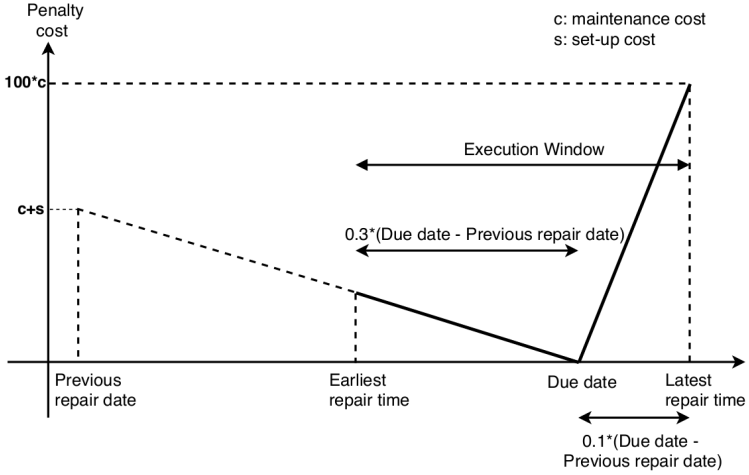 Penalty
cost
c: maintenance cost
s: set-up cost
100*c
Execution Window
c+s
0.3*(Due date - Previous repair date)
Previous
repair date
Earliest
repair time
Due date
Latest
repair time
0.1*(Due date -
Previous repair date)